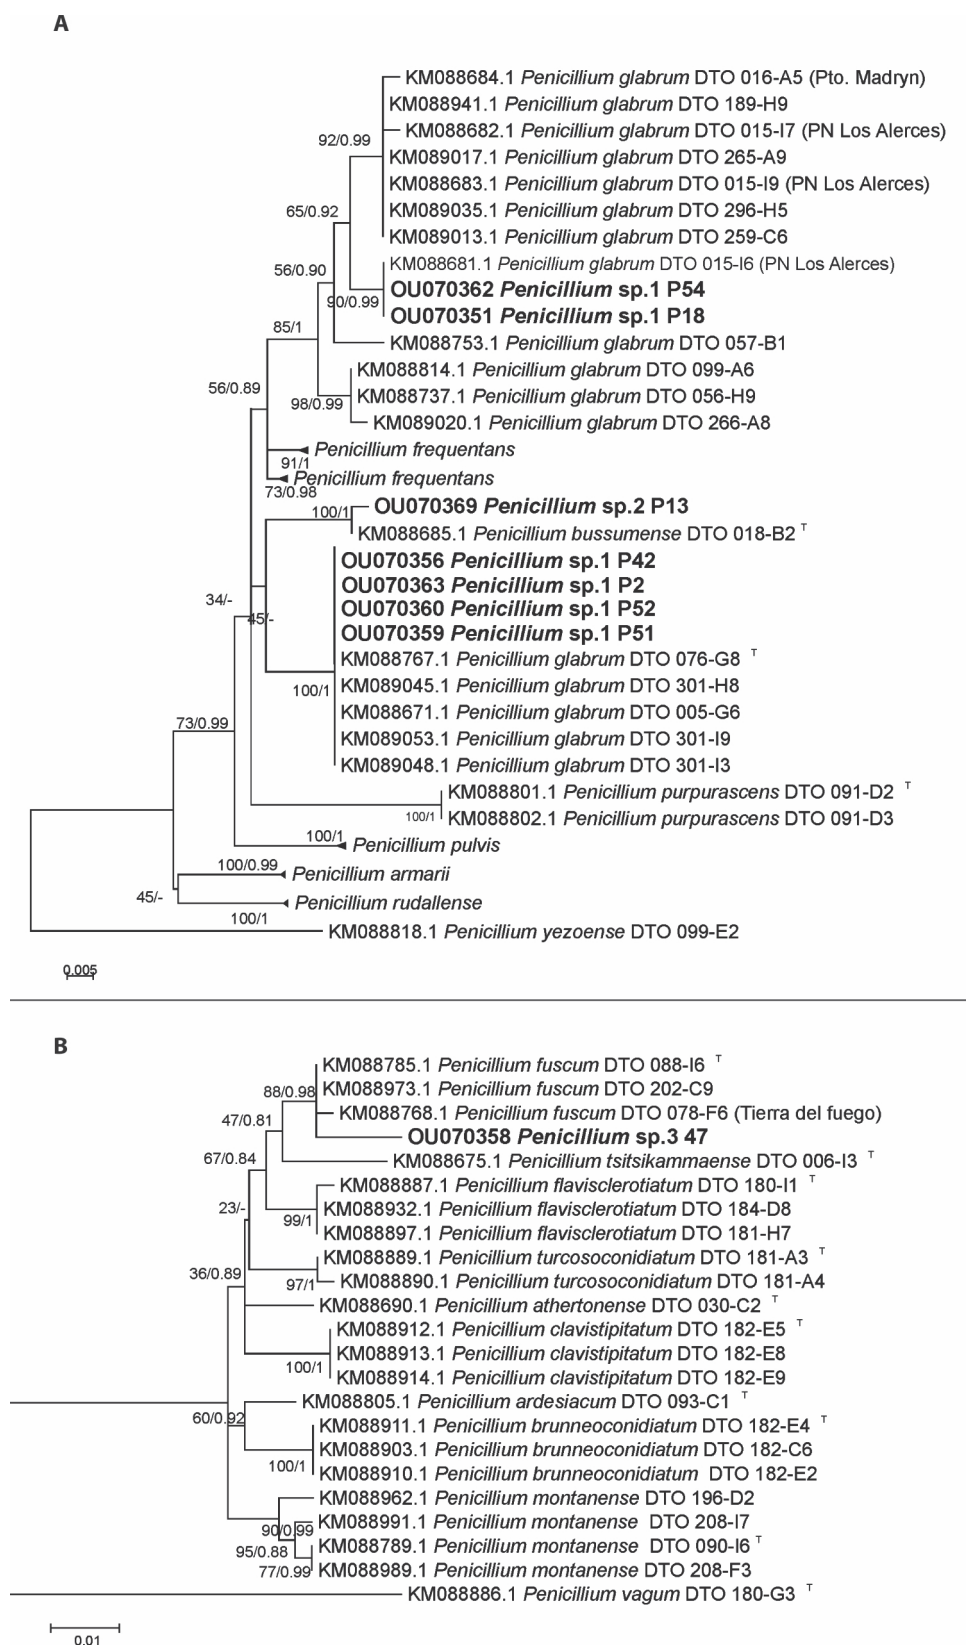 A
KM088684.1 Penicillium glabrum DTO 016-A5 (Pto. Madryn)
KM088941.1 Penicillium glabrum DTO 189-H9
KM088682.1 Penicillium glabrum DTO 015-I7 (PN Los Alerces)
92/0.99
KM089017.1 Penicillium glabrum DTO 265-A9
KM088683.1 Penicillium glabrum DTO 015-I9 (PN Los Alerces)
65/0.92
KM089035.1 Penicillium glabrum DTO 296-H5
KM089013.1 Penicillium glabrum DTO 259-C6
56/0.90
KM088681.1 Penicillium glabrum DTO 015-I6 (PN Los Alerces)
OU070362 Penicillium sp.1 P54
90/0.99
OU070351 Penicillium sp.1 P18
85/1
KM088753.1 Penicillium glabrum DTO 057-B1
KM088814.1 Penicillium glabrum DTO 099-A6
56/0.89
KM088737.1 Penicillium glabrum DTO 056-H9
98/0.99
KM089020.1 Penicillium glabrum DTO 266-A8
Penicillium frequentans
91/1
Penicillium frequentans
73/0.98
OU070369 Penicillium sp.2 P13
100/1
KM088685.1 Penicillium bussumense DTO 018-B2 T
OU070356 Penicillium sp.1 P42
OU070363 Penicillium sp.1 P2
34/-
OU070360 Penicillium sp.1 P52
45/-
OU070359 Penicillium sp.1 P51
KM088767.1 Penicillium glabrum DTO 076-G8 T
KM089045.1 Penicillium glabrum DTO 301-H8
100/1
KM088671.1 Penicillium glabrum DTO 005-G6
73/0.99
KM089053.1 Penicillium glabrum DTO 301-I9
KM089048.1 Penicillium glabrum DTO 301-I3
KM088801.1 Penicillium purpurascens DTO 091-D2 T
100/1
KM088802.1 Penicillium purpurascens DTO 091-D3
100/1
Penicillium pulvis
100/0.99
Penicillium armarii
45/-
Penicillium rudallense
100/1
KM088818.1 Penicillium yezoense DTO 099-E2
0.005
B
KM088785.1 Penicillium fuscum DTO 088-I6 T
88/0.98
KM088973.1 Penicillium fuscum DTO 202-C9
KM088768.1 Penicillium fuscum DTO 078-F6 (Tierra del fuego)
47/0.81
OU070358 Penicillium sp.3 47
67/0.84
KM088675.1 Penicillium tsitsikammaense DTO 006-I3 T
KM088887.1 Penicillium flavisclerotiatum DTO 180-I1 T
23/-
KM088932.1 Penicillium flavisclerotiatum DTO 184-D8
99/1
KM088897.1 Penicillium flavisclerotiatum DTO 181-H7
KM088889.1 Penicillium turcosoconidiatum DTO 181-A3 T
36/0.89
97/1
KM088890.1 Penicillium turcosoconidiatum DTO 181-A4
KM088690.1 Penicillium athertonense DTO 030-C2 T
KM088912.1 Penicillium clavistipitatum DTO 182-E5 T
KM088913.1 Penicillium clavistipitatum DTO 182-E8
100/1
KM088914.1 Penicillium clavistipitatum DTO 182-E9
KM088805.1 Penicillium ardesiacum DTO 093-C1 T
60/0.92
KM088911.1 Penicillium brunneoconidiatum DTO 182-E4 T
KM088903.1 Penicillium brunneoconidiatum DTO 182-C6
100/1
KM088910.1 Penicillium brunneoconidiatum DTO 182-E2
KM088962.1 Penicillium montanense DTO 196-D2
KM088991.1 Penicillium montanense DTO 208-I7
90/0.99
KM088789.1 Penicillium montanense DTO 090-I6 T
95/0.88
KM088989.1 Penicillium montanense DTO 208-F3
77/0.99
KM088886.1 Penicillium vagum DTO 180-G3 T
0.01